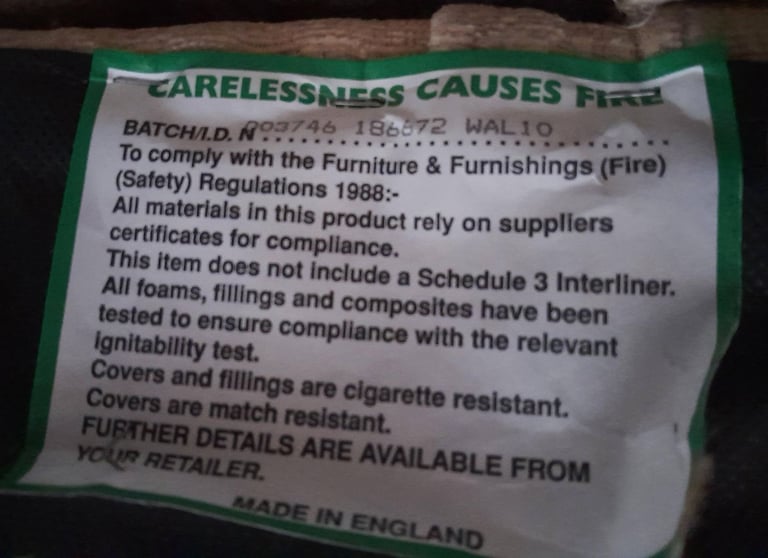 CARELESSNESS CAUSES FIRE
BATCH/I.D. N 003746 186672 WAL10
To comply with the Furniture & Furnishings (Fire)
(Safety) Regulations 1988:-
All materials in this product rely on suppliers
certificates for compliance.
This item does not include a Schedule 3 Interliner.
All foams, fillings and composites have been
tested to ensure compliance with the relevant
ignitability test.
Covers and fillings are cigarette resistant.
Covers are match resistant.
FURTHER DETAILS ARE AVAILABLE FROM
YOUR RETAILER.
MADE IN ENGLAND